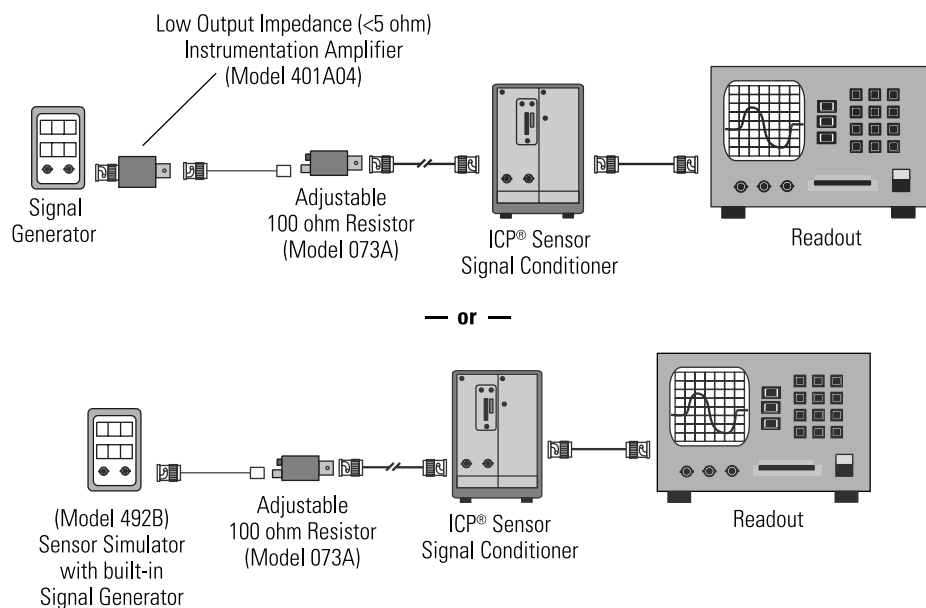 Low Output Impedance (<5 ohm)
Instrumentation Amplifier
(Model 401A04)
Signal
Generator
Adjustable
100 ohm Resistor
(Model 073A)
ICP® Sensor
Signal Conditioner
Readout
— or —
(Model 492B)
Sensor Simulator
with built-in
Signal Generator
Adjustable
100 ohm Resistor
(Model 073A)
ICP® Sensor
Signal Conditioner
Readout